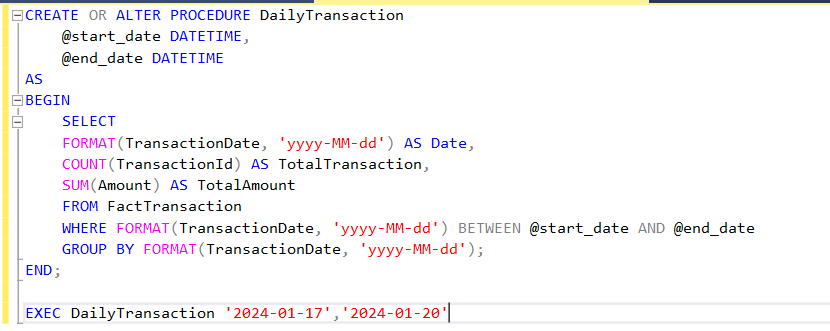 CREATE OR ALTER PROCEDURE DailyTransaction
    @start_date DATETIME,
    @end_date DATETIME
AS
BEGIN
    SELECT
    FORMAT(TransactionDate, 'yyyy-MM-dd') AS Date,
    COUNT(TransactionId) AS TotalTransaction,
    SUM(Amount) AS TotalAmount
    FROM FactTransaction
    WHERE FORMAT(TransactionDate, 'yyyy-MM-dd') BETWEEN @start_date AND @end_date
    GROUP BY FORMAT(TransactionDate, 'yyyy-MM-dd');
END;

EXEC DailyTransaction '2024-01-17','2024-01-20'